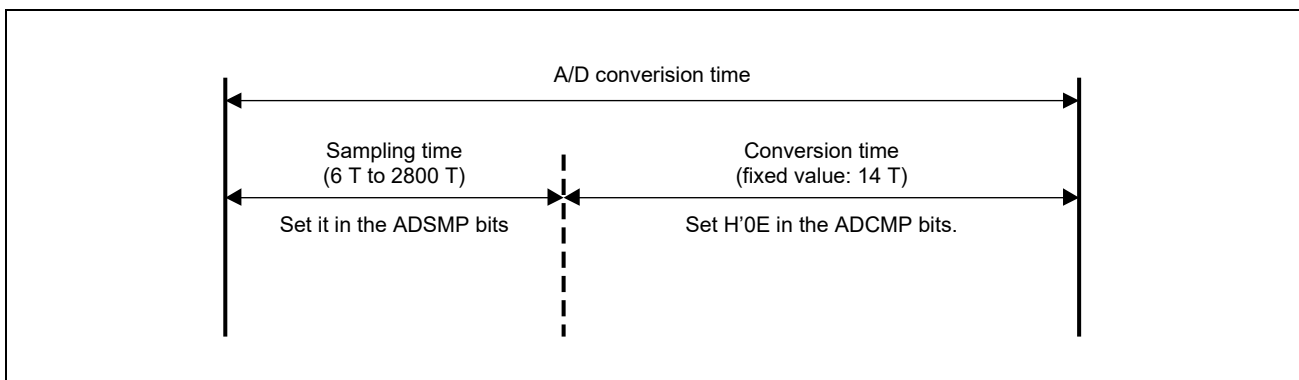 A/D converision time
Sampling time
(6 T to 2800 T)
Conversion time
(fixed value: 14 T)
Set it in the ADSMP bits
Set H’0E in the ADCMP bits.